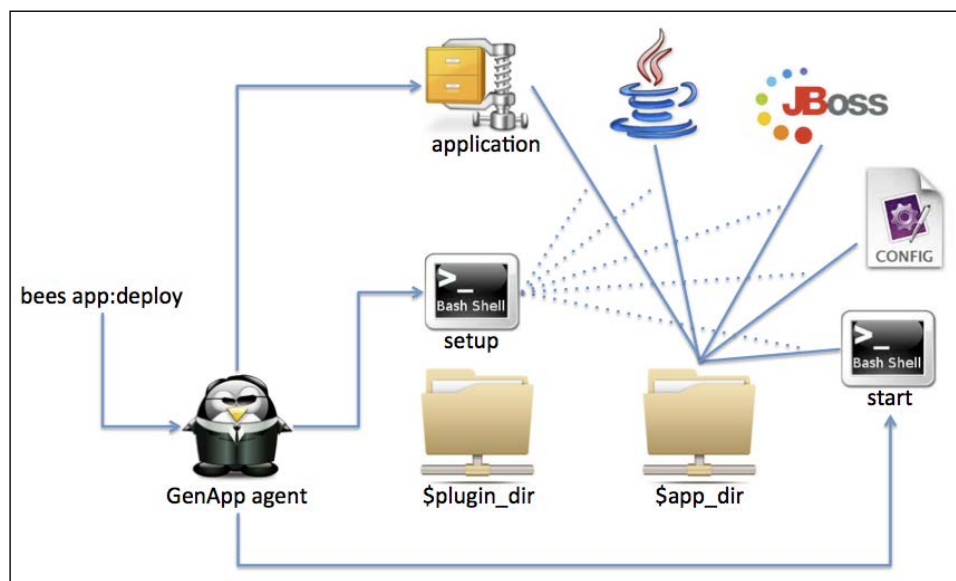 application
JBoss
CONFIG
bees app:deploy
>_
Bash Shell
setup
>_
Bash Shell
start
GenApp agent
$plugin_dir
$app_dir